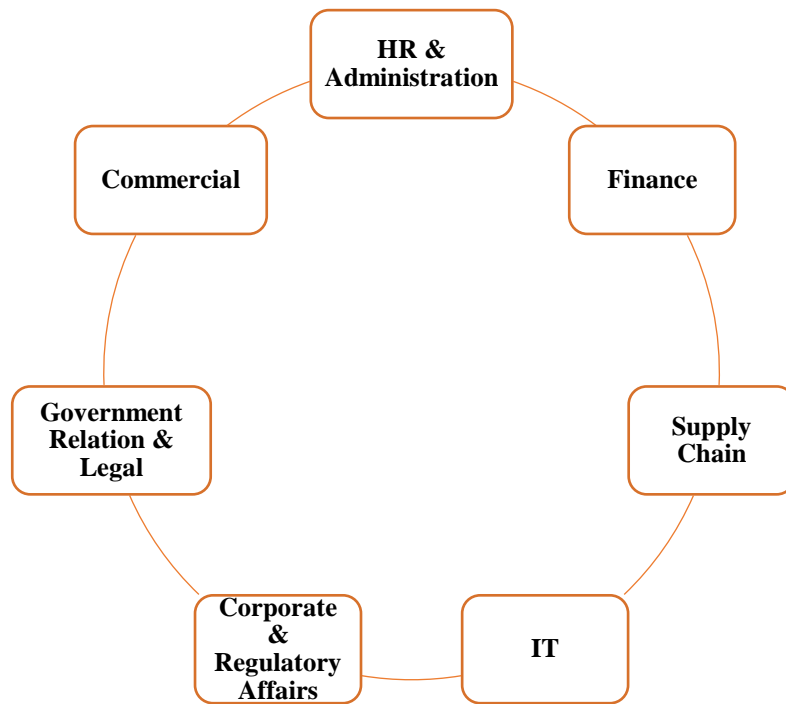 HR &
Administration
Commercial
Finance
Government
Relation &
Legal
Supply
Chain
Corporate
&
Regulatory
Affairs
IT